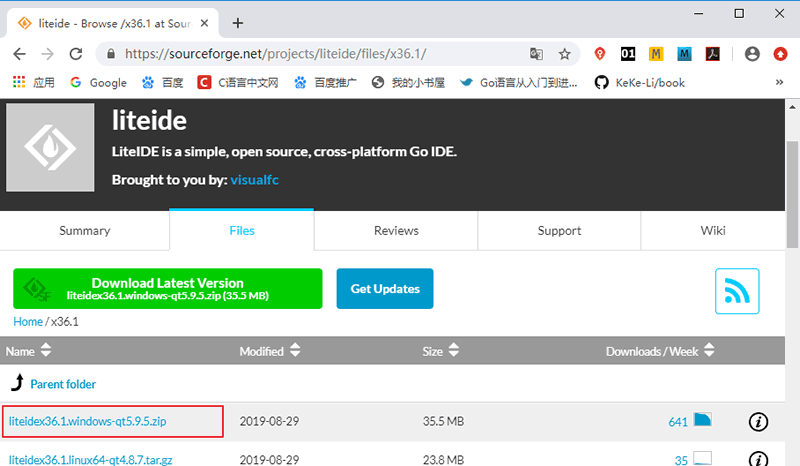 liteide - Browse /x36.1 at Sour
https://sourceforge.net/projects/liteide/files/x36.1/
应用 Google 百度 C语言中文网 百度推广 我的小书屋 Go语言从入门到进... KeKe-Li/book »
liteide
LiteIDE is a simple, open source, cross-platform Go IDE.
Brought to you by: visualfc
Summary Files Reviews Support Wiki
Download Latest Version
liteidex36.1.windows-qt5.9.5.zip (35.5 MB)
Get Updates
Home / x36.1
Name Modified Size Downloads / Week
Parent folder
liteidex36.1.windows-qt5.9.5.zip 2019-08-29 35.5 MB 641
liteidex36.1.linux64-qt4.8.7.tar.gz 2019-08-29 23.8 MB 35